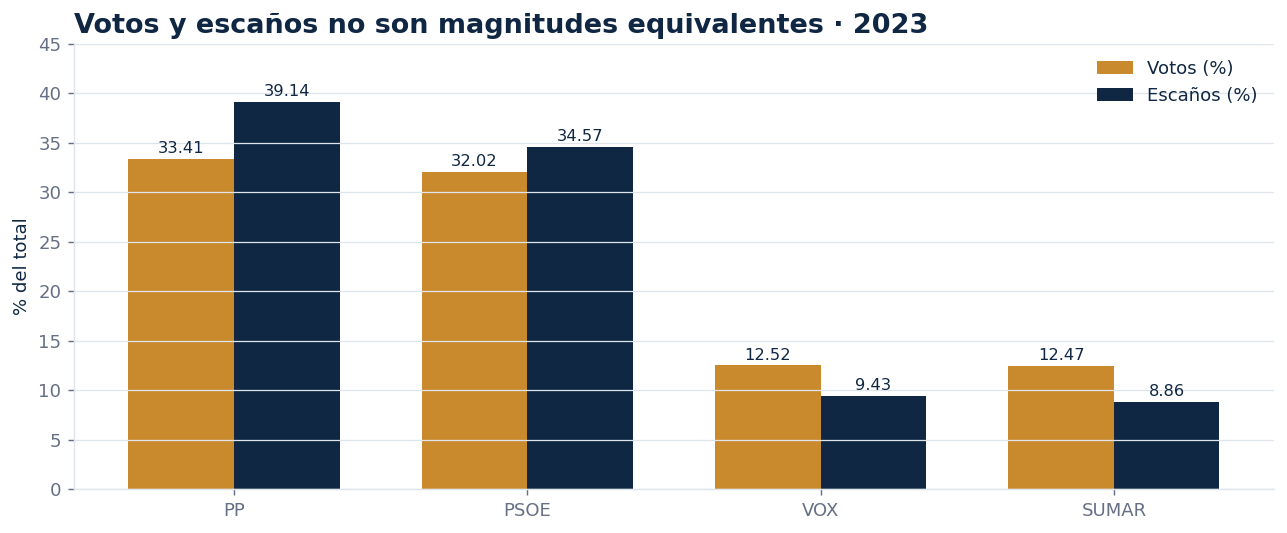 Votos y escaños no son magnitudes equivalentes · 2023
Votos (%)
Escaños (%)
% del total
45
40
35
30
25
20
15
10
5
0
33.41
39.14
32.02
34.57
12.52
9.43
12.47
8.86
PP
PSOE
VOX
SUMAR